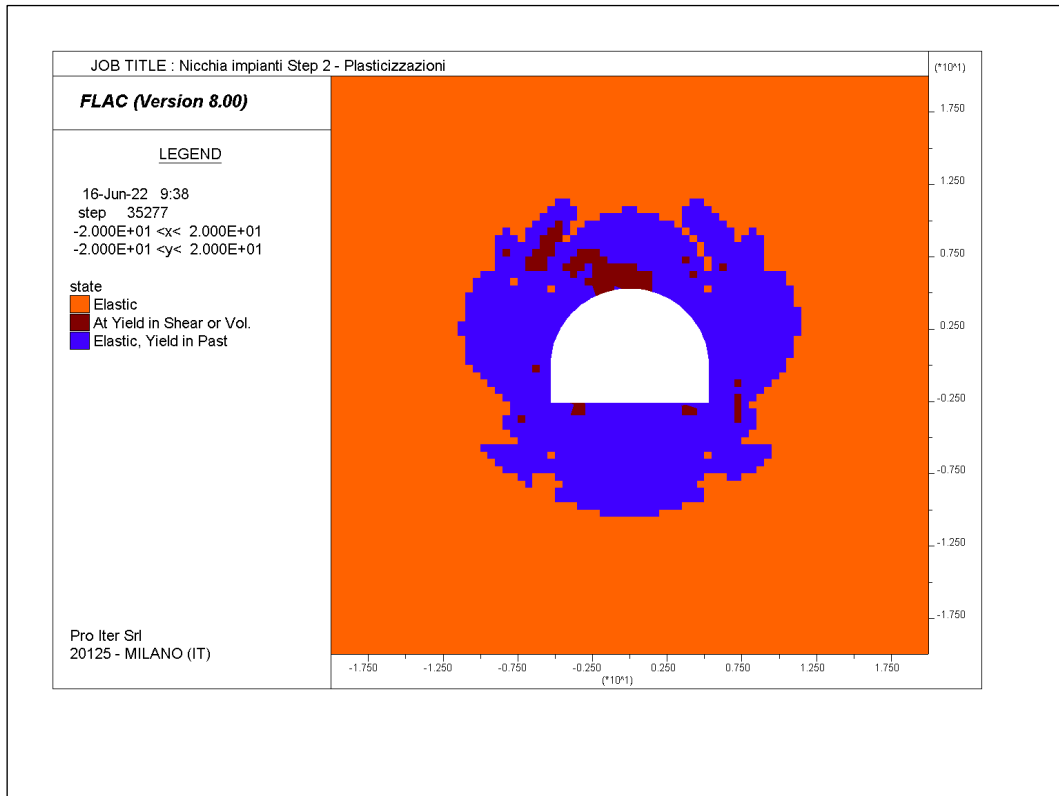 JOB TITLE : Nicchia impianti Step 2 - Plasticizzazioni
(*10^1)
FLAC (Version 8.00)
LEGEND
16-Jun-22 9:38
step 35277
-2.000E+01 <x< 2.000E+01
-2.000E+01 <y< 2.000E+01
state
Elastic
At Yield in Shear or Vol.
Elastic, Yield in Past
Pro Iter Srl
20125 - MILANO (IT)
1.750
1.250
0.750
0.250
-0.250
-0.750
-1.250
-1.750
-1.750 -1.250 -0.750 -0.250 0.250 0.750 1.250 1.750
(*10^1)